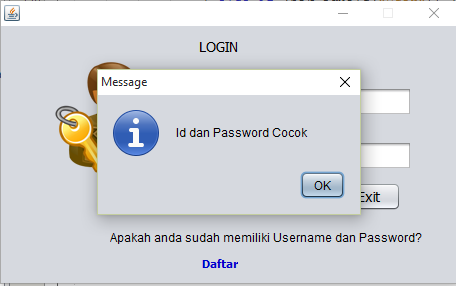 LOGIN
Message
Id dan Password Cocok
OK
Exit
Apakah anda sudah memiliki Username dan Password?
Daftar